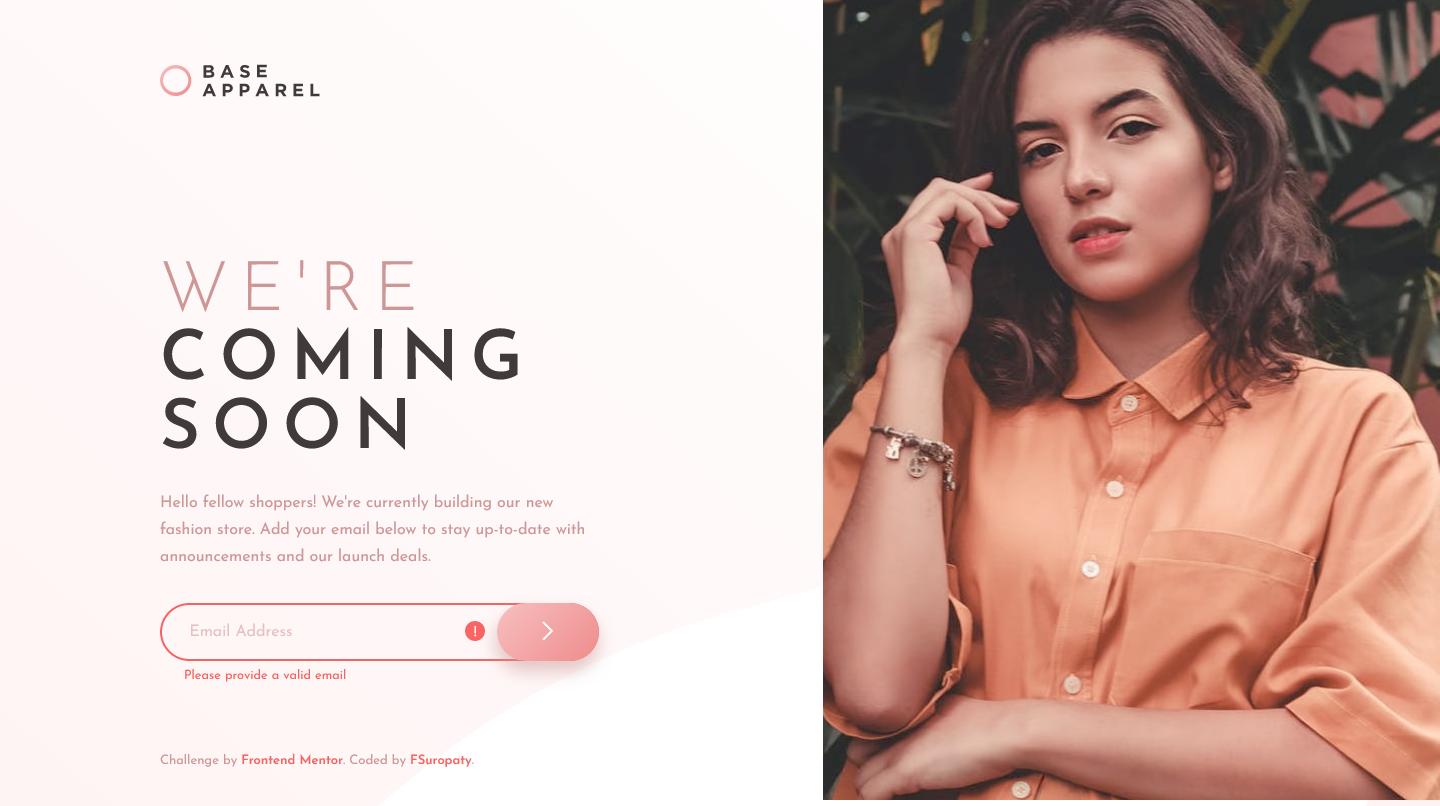 BASE
APPAREL
WE'RE
COMING
SOON
Hello fellow shoppers! We're currently building our new
fashion store. Add your email below to stay up-to-date with
announcements and our launch deals.
Email Address
!
Please provide a valid email
Challenge by Frontend Mentor. Coded by FSuropaty.